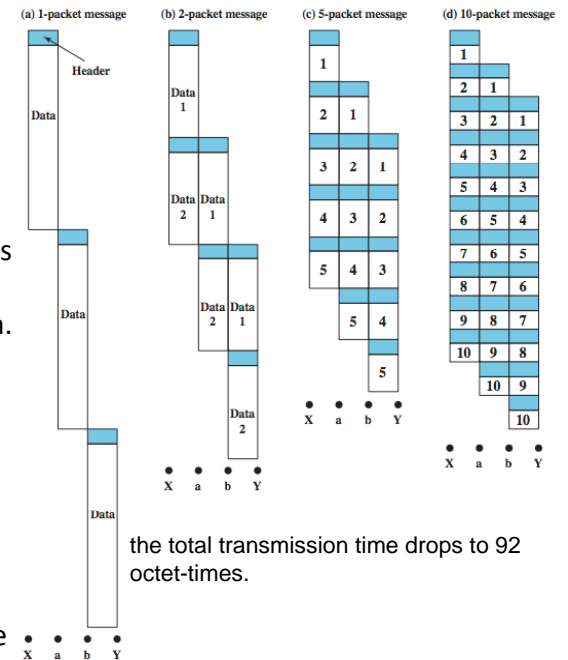 (a) 1-packet message
Header
Data
Data
Data
X a b Y
(b) 2-packet message
Data 1
Data 2 Data 1
Data 2 Data 1
Data 2
X a b Y
(c) 5-packet message
1
2 1
3 2 1
4 3 2
5 4 3
5 4
5
X a b Y
(d) 10-packet message
1
2 1
3 2 1
4 3 2
5 4 3
6 5 4
7 6 5
8 7 6
9 8 7
10 9 8
10 9
10
X a b Y
s
n.
the total transmission time drops to 92
octet-times.
e